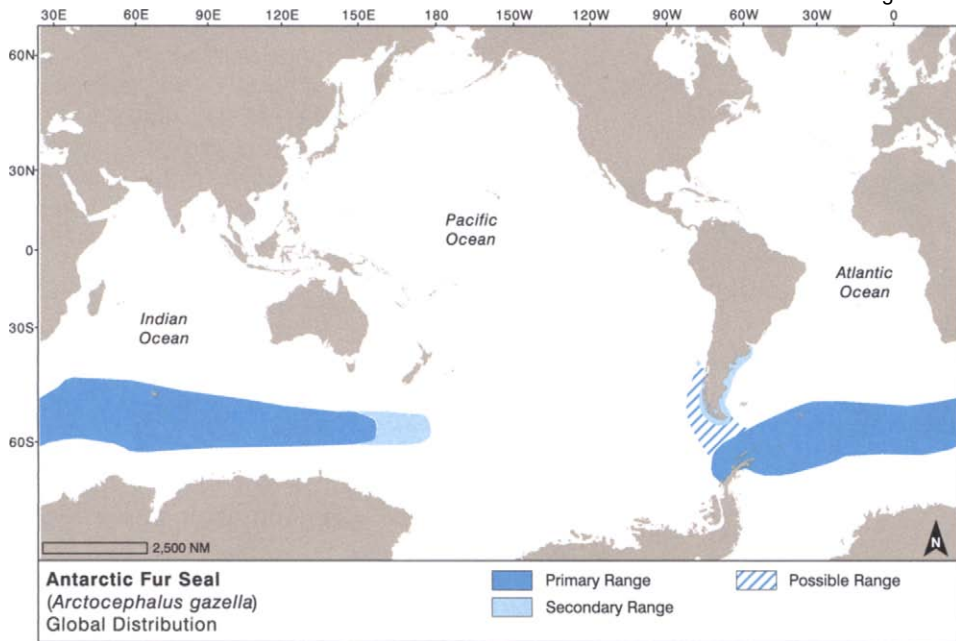 30E 60E 90E 120E 150E 180 150W 120W 90W 60W 30W 0
60N
30N
0
30S
60S
Pacific
Ocean
Atlantic
Ocean
Indian
Ocean
2,500 NM
N
Antarctic Fur Seal
(Arctocephalus gazella)
Global Distribution
Primary Range
Secondary Range
Possible Range